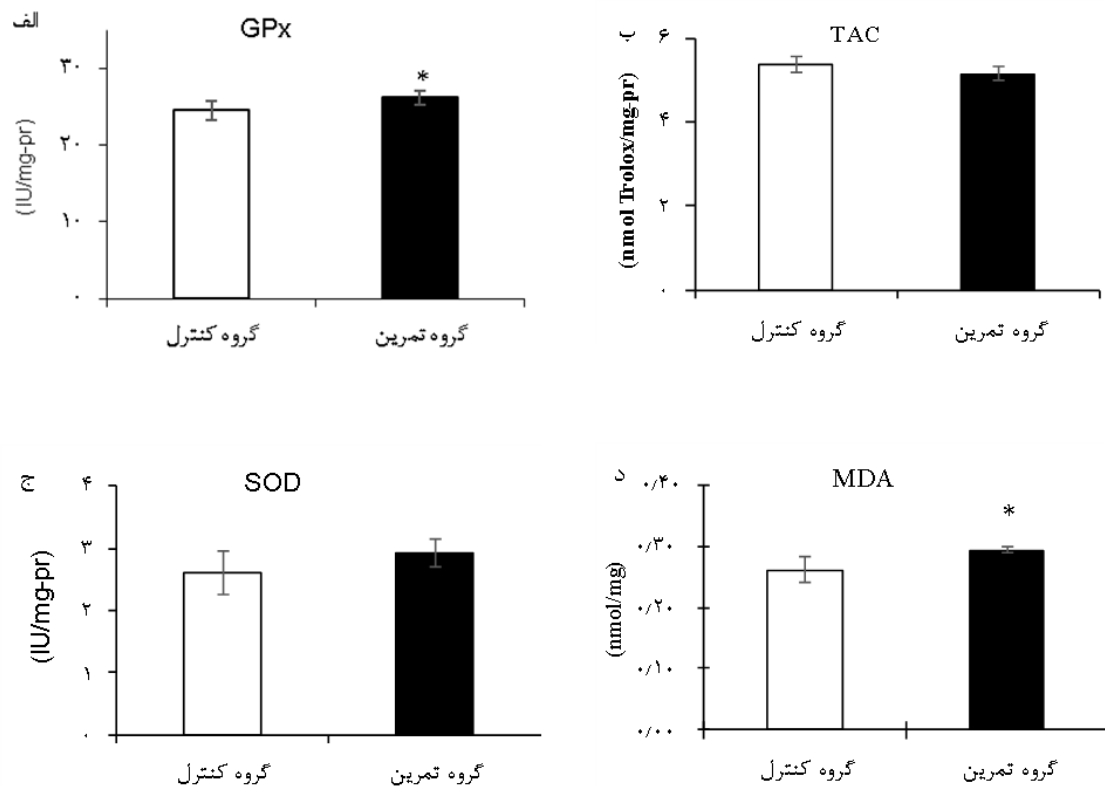 الف
GPx
(IU/mg-pr)
۳۰
۲۰
۱۰
۰
*
گروه کنترل
گروه تمرین
ب
TAC
(nmol Trolox/mg-pr)
۶
۴
۲
۰
گروه کنترل
گروه تمرین
ج
SOD
(IU/mg-pr)
۴
۳
۲
۱
۰
گروه کنترل
گروه تمرین
د
MDA
(nmol/mg)
۰/۴۰
۰/۳۰
۰/۲۰
۰/۱۰
۰/۰۰
*
گروه کنترل
گروه تمرین